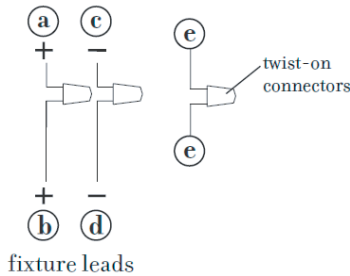 a c
+ −
e
twist-on
connectors
e
+ −
b d
fixture leads